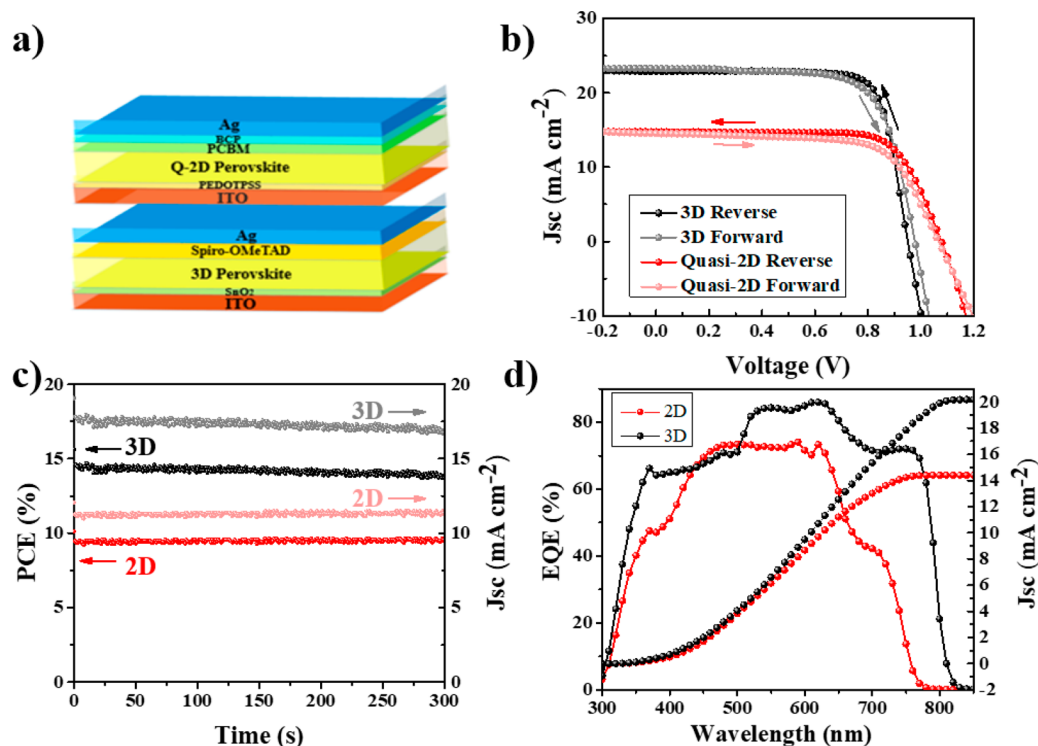 a)
Ag
BCP
PCBM
Q-2D Perovskite
PEDOTPSS
ITO
Ag
Spiro-OMeTAD
3D Perovskite
SnO₂
ITO
b)
Jsc (mA cm⁻²)
30
20
10
0
-10
3D Reverse
3D Forward
Quasi-2D Reverse
Quasi-2D Forward
-0.2 0.0 0.2 0.4 0.6 0.8 1.0 1.2
Voltage (V)
c)
PCE (%)
20
15
10
5
0
3D
3D
2D
2D
20
15
10
5
0
Jsc (mA cm⁻²)
0 50 100 150 200 250 300
Time (s)
d)
EQE (%)
80
60
40
20
0
2D
3D
20
18
16
14
12
10
8
6
4
2
0
-2
Jsc (mA cm⁻²)
300 400 500 600 700 800
Wavelength (nm)